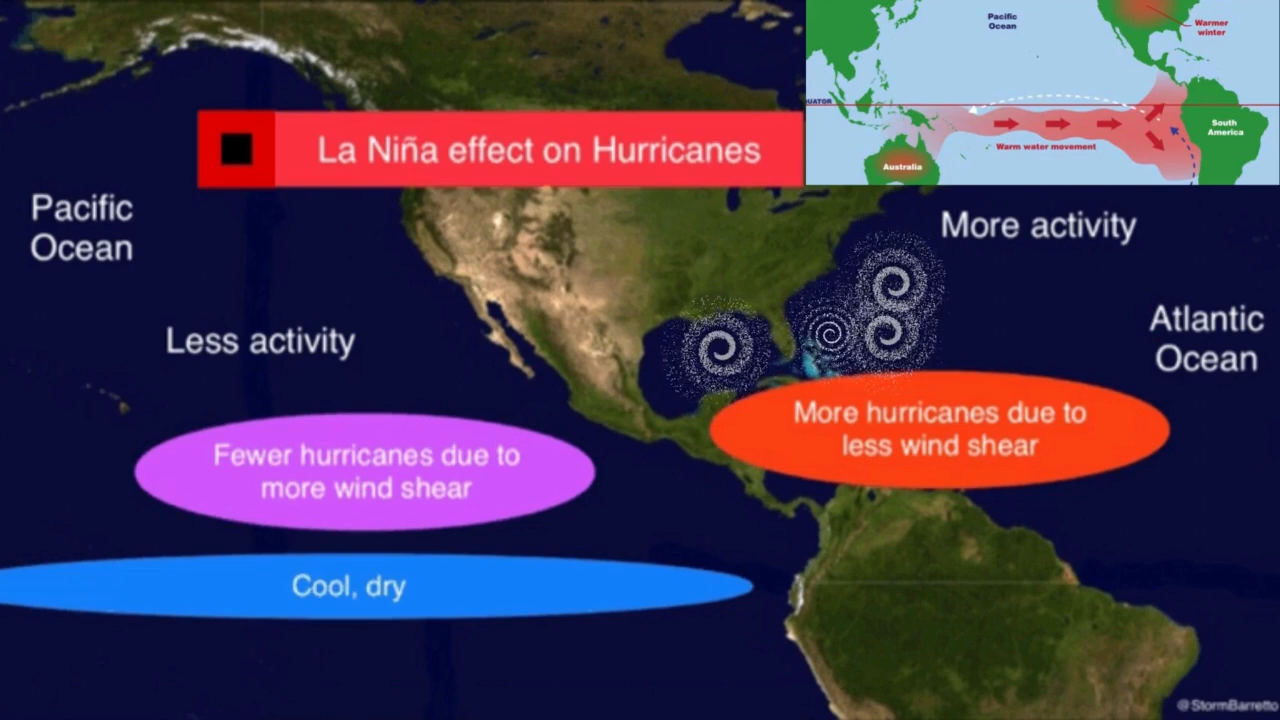 Pacific
Ocean
Warmer
winter
UATOR
South
America
Warm water movement
Australia
La Niña effect on Hurricanes
Pacific
Ocean
More activity
Less activity
Atlantic
Ocean
More hurricanes due to
less wind shear
Fewer hurricanes due to
more wind shear
Cool, dry
@StormBarretto